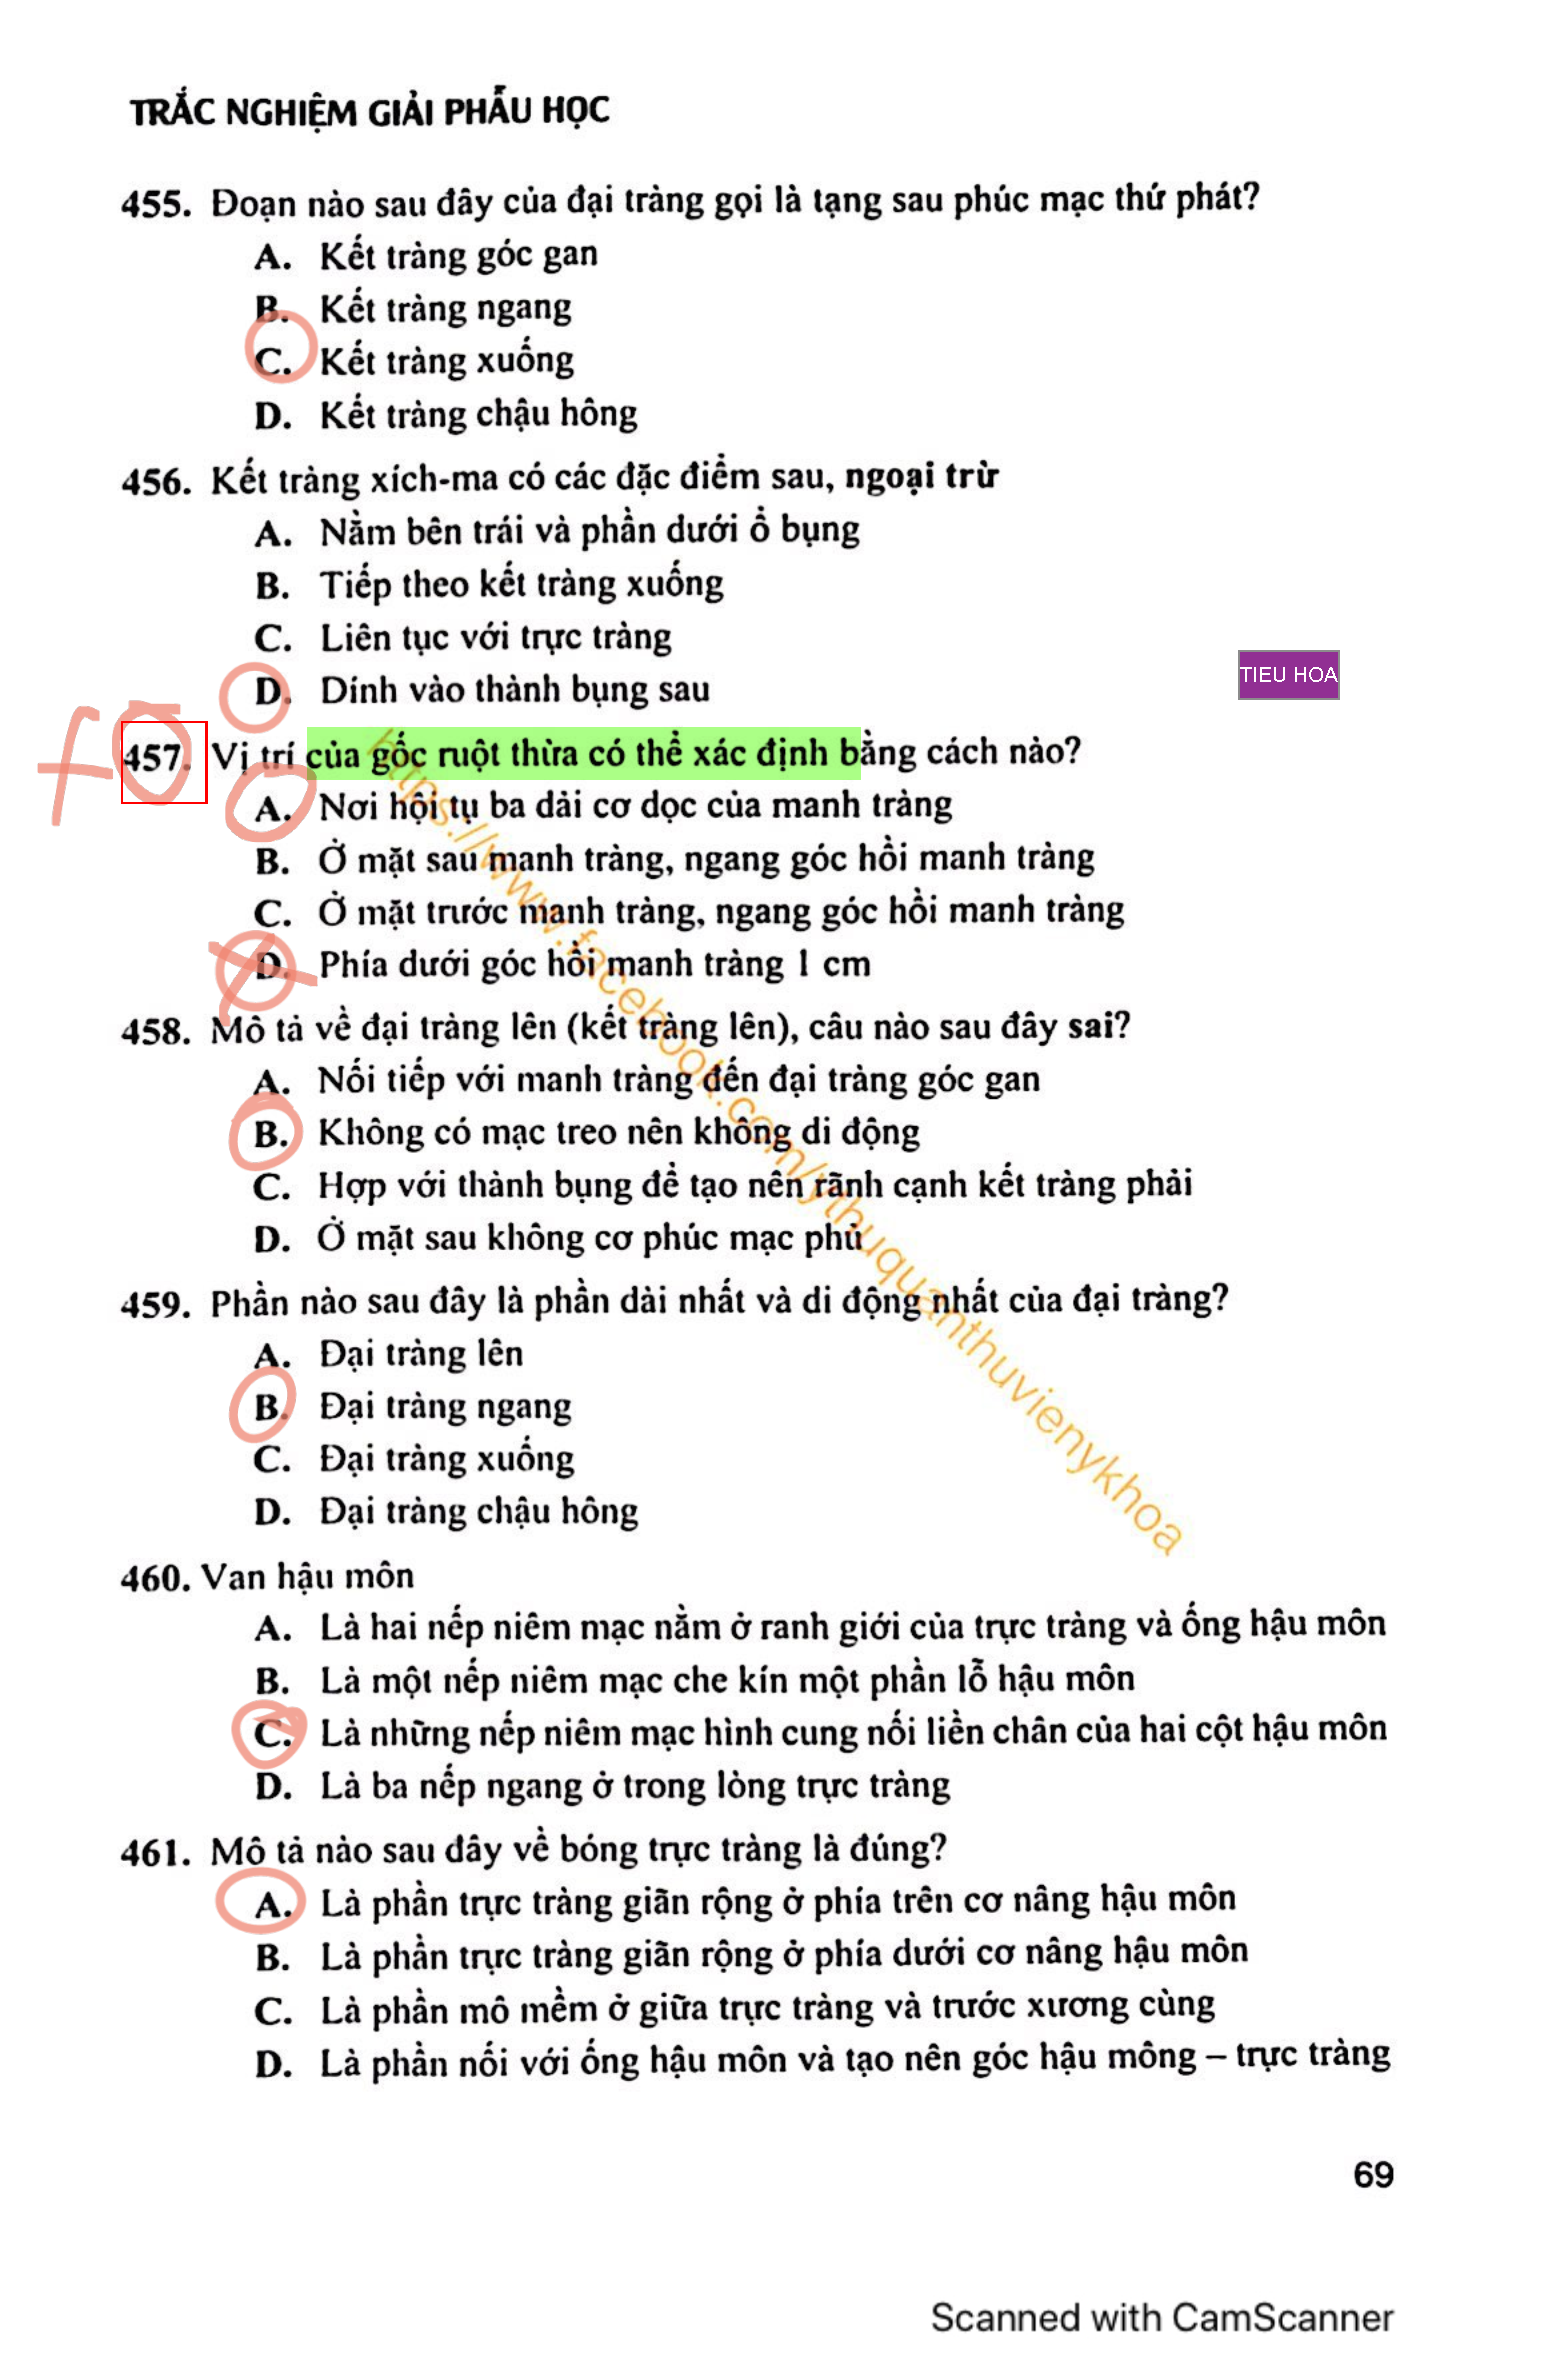 TRẮC NGHIỆM GIẢI PHẪU HỌC
455. Đoạn nào sau đây của đại tràng gọi là tạng sau phúc mạc thứ phát?
A. Kết tràng góc gan
B. Kết tràng ngang
C. Kết tràng xuống
D. Kết tràng chậu hông
456. Kết tràng xích-ma có các đặc điểm sau, ngoại trừ
A. Nằm bên trái và phần dưới ổ bụng
B. Tiếp theo kết tràng xuống
C. Liên tục với trực tràng
D. Dính vào thành bụng sau
TIEU HOA
457. Vị trí của gốc ruột thừa có thể xác định bằng cách nào?
A. Nơi hội tụ ba dải cơ dọc của manh tràng
B. Ở mặt sau manh tràng, ngang góc hồi manh tràng
C. Ở mặt trước manh tràng, ngang góc hồi manh tràng
D. Phía dưới góc hồi manh tràng 1 cm
458. Mô tả về đại tràng lên (kết tràng lên), câu nào sau đây sai?
A. Nối tiếp với manh tràng đến đại tràng góc gan
B. Không có mạc treo nên không di động
C. Hợp với thành bụng để tạo nên rãnh cạnh kết tràng phải
D. Ở mặt sau không cơ phúc mạc phủ
459. Phần nào sau đây là phần dài nhất và di động nhất của đại tràng?
A. Đại tràng lên
B. Đại tràng ngang
C. Đại tràng xuống
D. Đại tràng chậu hông
https://www.facebook.com/ythuquanthuvienykhoa
460. Van hậu môn
A. Là hai nếp niêm mạc nằm ở ranh giới của trực tràng và ống hậu môn
B. Là một nếp niêm mạc che kín một phần lỗ hậu môn
C. Là những nếp niêm mạc hình cung nối liền chân của hai cột hậu môn
D. Là ba nếp ngang ở trong lòng trực tràng
461. Mô tả nào sau đây về bóng trực tràng là đúng?
A. Là phần trực tràng giãn rộng ở phía trên cơ nâng hậu môn
B. Là phần trực tràng giãn rộng ở phía dưới cơ nâng hậu môn
C. Là phần mô mềm ở giữa trực tràng và trước xương cùng
D. Là phần nối với ống hậu môn và tạo nên góc hậu mông – trực tràng
69
Scanned with CamScanner